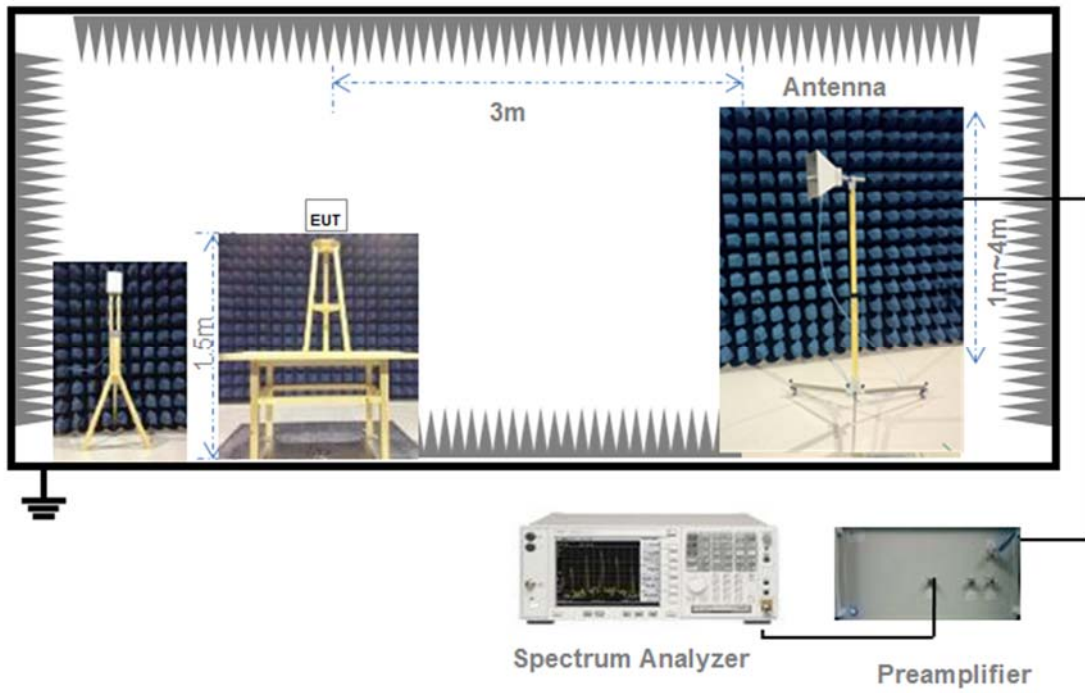 Antenna
3m
EUT
1.5m
1m~4m
Spectrum Analyzer
Preamplifier